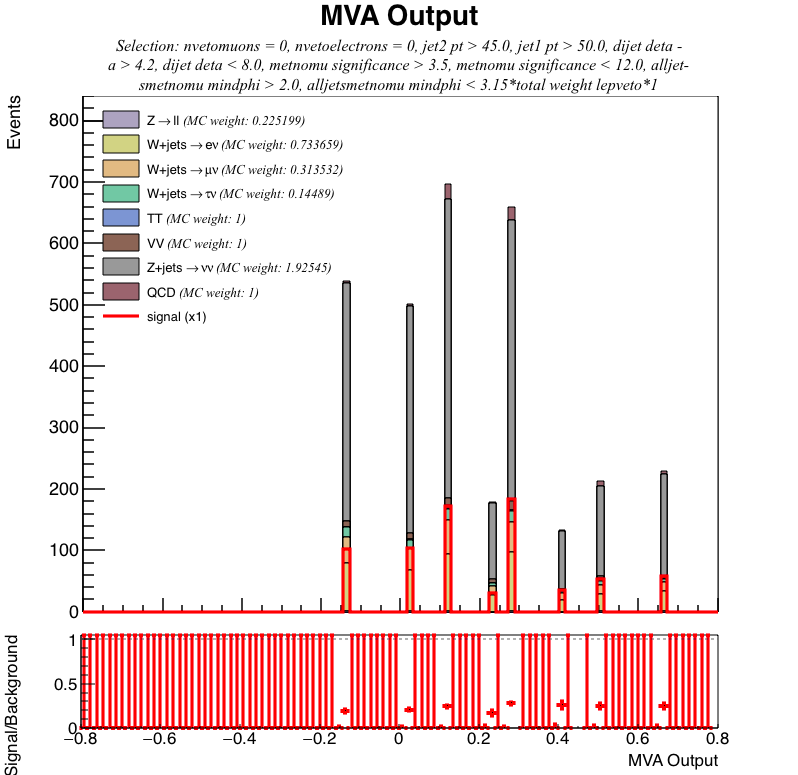 MVA Output
Selection: nvetomuons = 0, nvetoelectrons = 0, jet2 pt > 45.0, jet1 pt > 50.0, dijet deta -
a > 4.2, dijet deta < 8.0, metnomu significance > 3.5, metnomu significance < 12.0, alljet-
smetnomu mindphi > 2.0, alljetsmetnomu mindphi < 3.15*total weight lepveto*1
Events
800
700
600
500
400
300
200
100
0
Z→ll (MC weight: 0.225199)
W+jets→eν (MC weight: 0.733659)
W+jets→μν (MC weight: 0.313532)
W+jets→τν (MC weight: 0.14489)
TT (MC weight: 1)
VV (MC weight: 1)
Z+jets→νν (MC weight: 1.92545)
QCD (MC weight: 1)
signal (x1)
Signal/Background
1
0.5
0
−0.8 −0.6 −0.4 −0.2 0 0.2 0.4 0.6 0.8
MVA Output